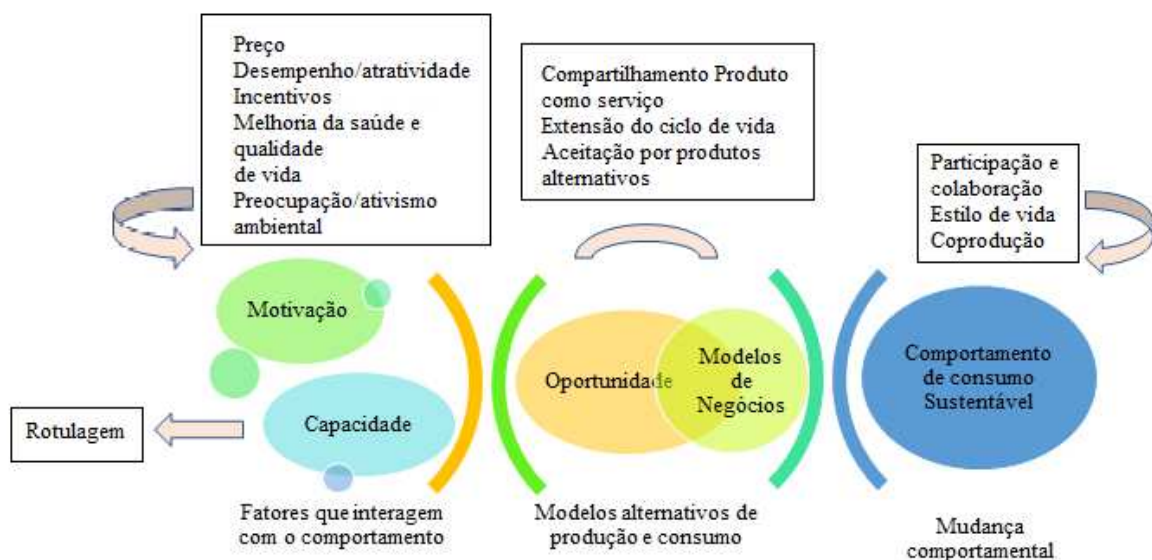 Preço
Desempenho/atratividade
Incentivos
Melhoria da saúde e
qualidade
de vida
Preocupação/ativismo
ambiental
Compartilhamento Produto
como serviço
Extensão do ciclo de vida
Aceitação por produtos
alternativos
Participação e
colaboração
Estilo de vida
Coprodução
Motivação
Capacidade
Rotulagem
Oportunidade
Modelos
de
Negócios
Comportamento
de consumo
Sustentável
Fatores que interagem
com o comportamento
Modelos alternativos de
produção e consumo
Mudança
comportamental